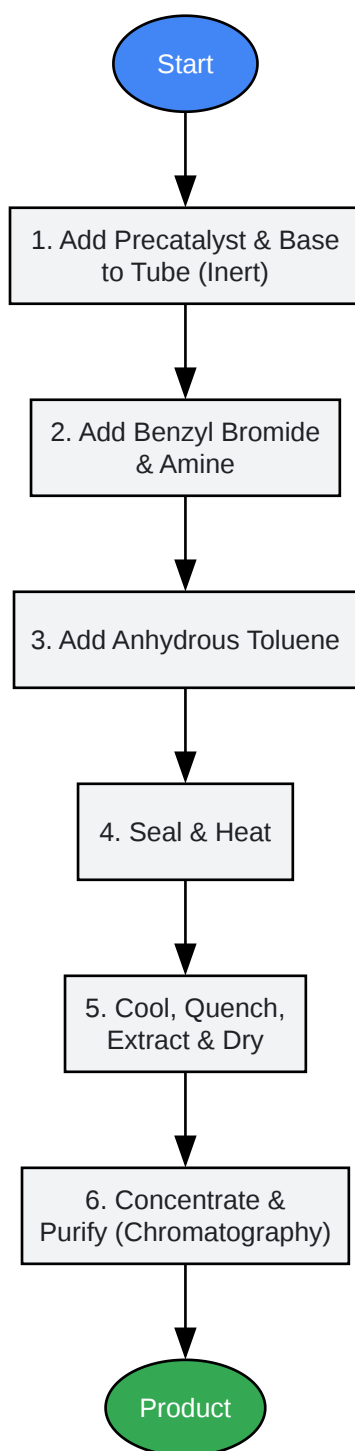 Start
1. Add Precatalyst & Base
to Tube (Inert)
2. Add Benzyl Bromide
& Amine
3. Add Anhydrous Toluene
4. Seal & Heat
5. Cool, Quench,
Extract & Dry
6. Concentrate &
Purify (Chromatography)
Product